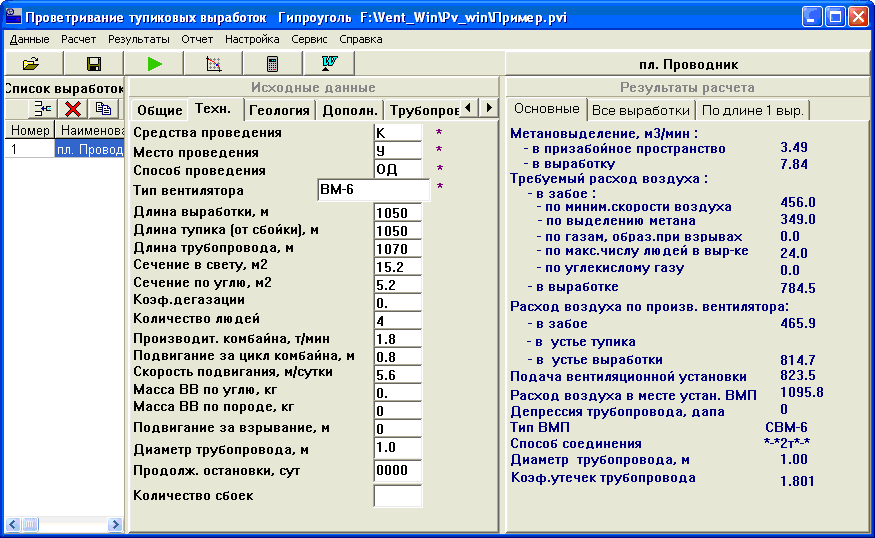 Проветривание тупиковых выработок Гипроуголь F:\Went_Win\Pv_win\Пример.pvi
Данные Расчет Результаты Отчет Настройка Сервис Справка
W
пл. Проводник
Список выработок
Номер Наименова
1 пл. Провод
Исходные данные
Общие Техн. Геология Дополн. Трубопров
Средства проведения К *
Место проведения У *
Способ проведения ОД *
Тип вентилятора ВМ-6 *
Длина выработки, м 1050
Длина тупика (от сбойки), м 1050
Длина трубопровода, м 1070
Сечение в свету, м2 15.2
Сечение по углю, м2 5.2
Коэф.дегазации 0.
Количество людей 4
Производит. комбайна, т/мин 1.8
Подвигание за цикл комбайна, м 0.8
Скорость подвигания, м/сутки 5.6
Масса ВВ по углю, кг 0.
Масса ВВ по породе, кг 0
Подвигание за взрывание, м 0
Диаметр трубопровода, м 1.0
Продолж. остановки, сут 0000
Количество сбоек
Результаты расчета
Основные Все выработки По длине 1 выр.
Метановыделение, м3/мин :
- в призабойное пространство 3.49
- в выработку 7.84
Требуемый расход воздуха :
- в забое :
- по миним.скорости воздуха 456.0
- по выделению метана 349.0
- по газам, образ.при взрывах 0.0
- по макс.числу людей в выр-ке 24.0
- по углекислому газу 0.0
- в выработке 784.5
Расход воздуха по произв. вентилятора:
- в забое 465.9
- в устье тупика
- в устье выработки 814.7
Подача вентиляционной установки 823.5
Расход воздуха в месте устан. ВМП 1095.8
Депрессия трубопровода, дапа 0
Тип ВМП СВМ-6
Способ соединения *-*2т*-*
Диаметр трубопровода, м 1.00
Коэф.утечек трубопровода 1.801